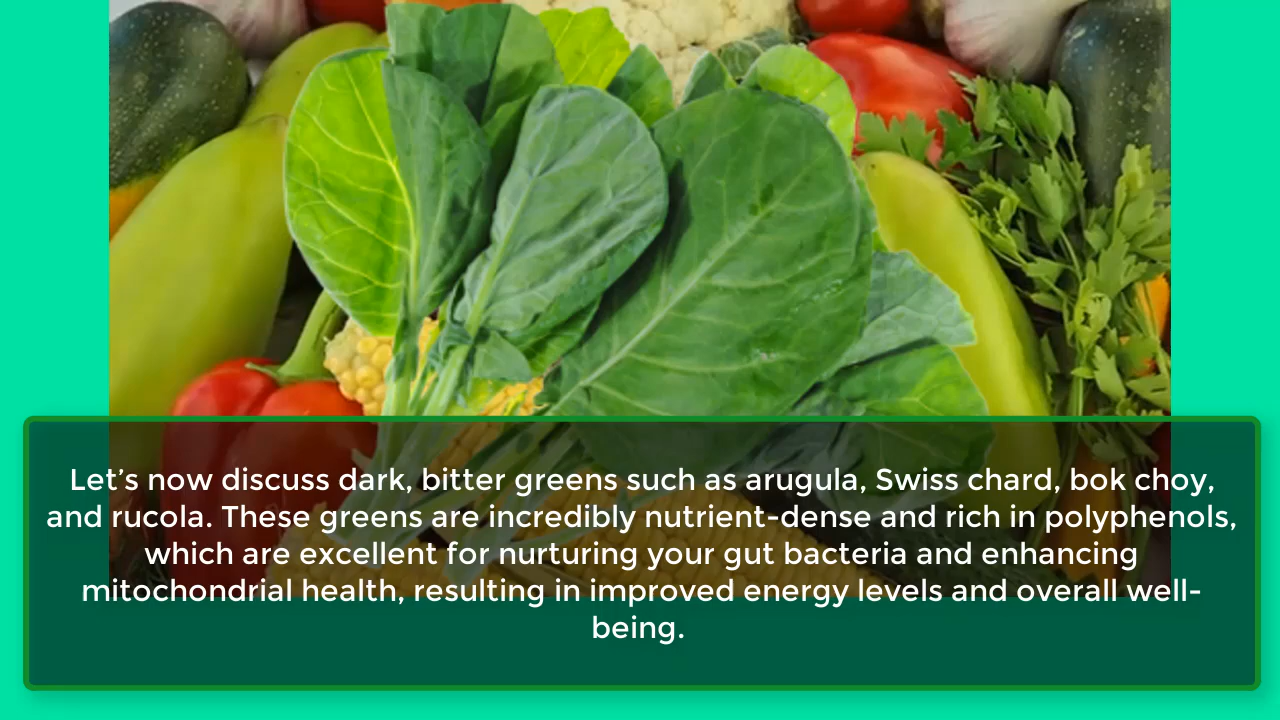 Let’s now discuss dark, bitter greens such as arugula, Swiss chard, bok choy,
and rucola. These greens are incredibly nutrient-dense and rich in polyphenols,
which are excellent for nurturing your gut bacteria and enhancing
mitochondrial health, resulting in improved energy levels and overall well-
being.